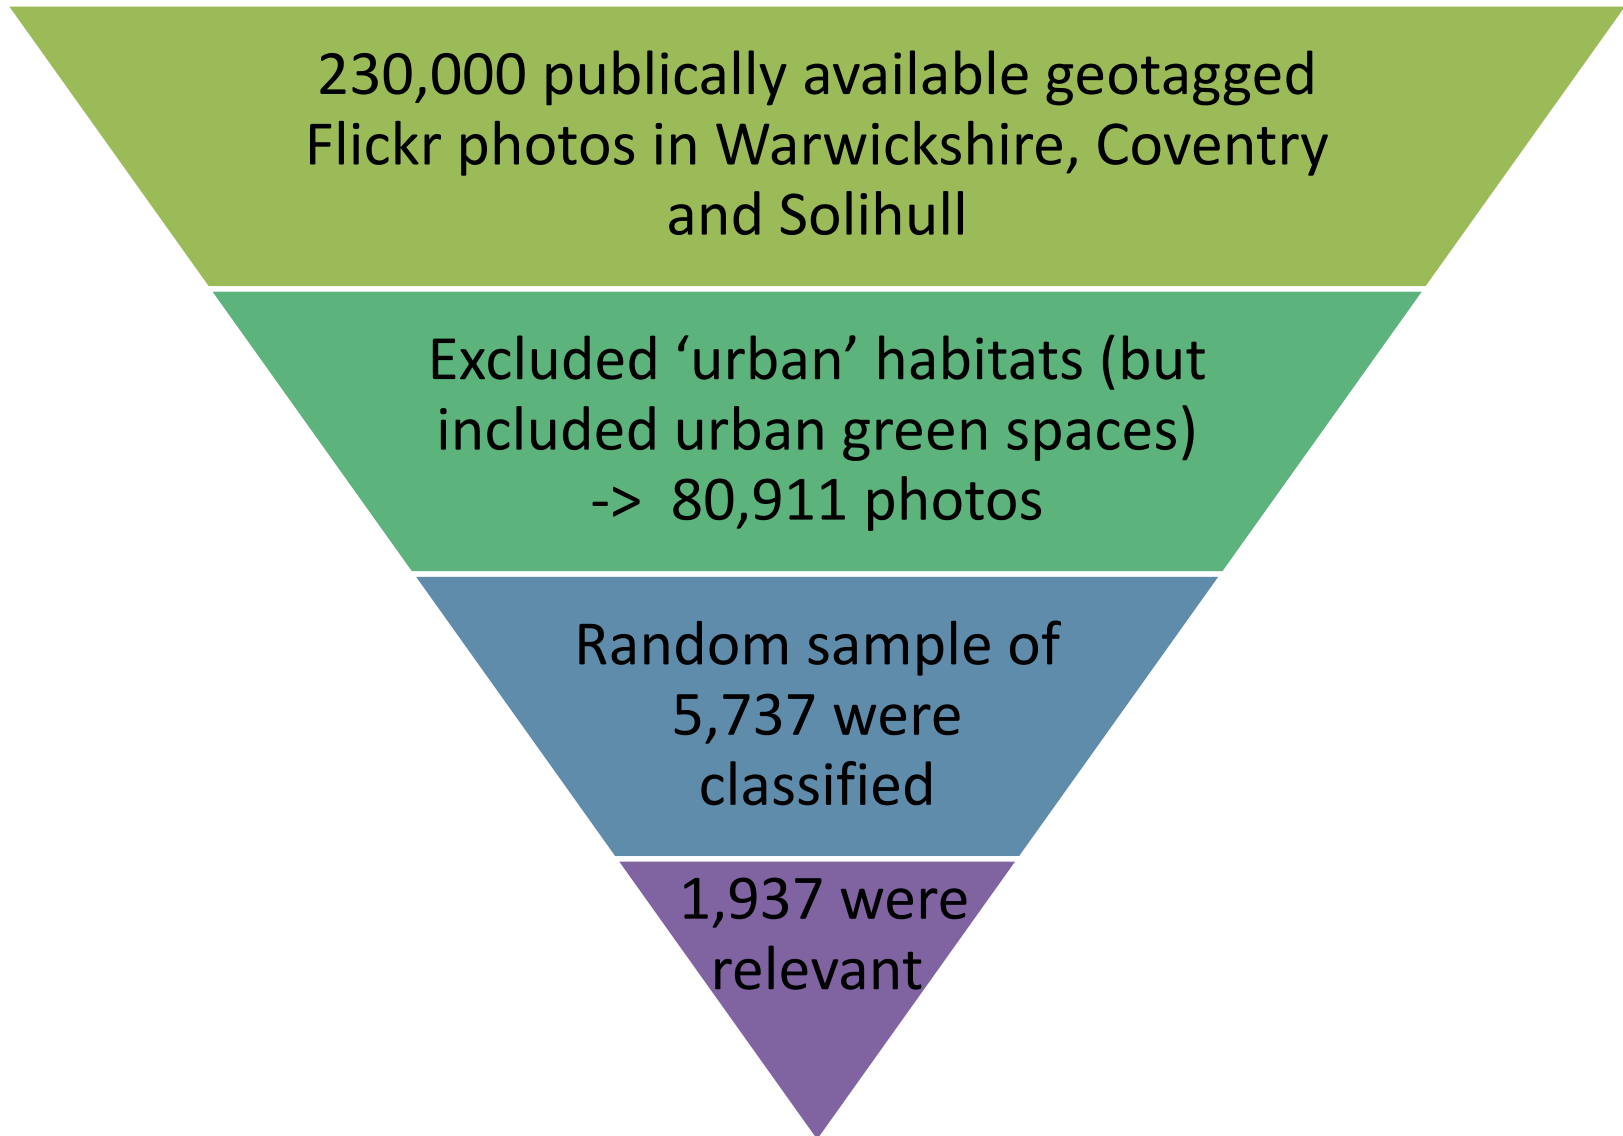 230,000 publically available geotagged
Flickr photos in Warwickshire, Coventry
and Solihull
Excluded ‘urban’ habitats (but
included urban green spaces)
->  80,911 photos
Random sample of
5,737 were
classified
1,937 were
relevant